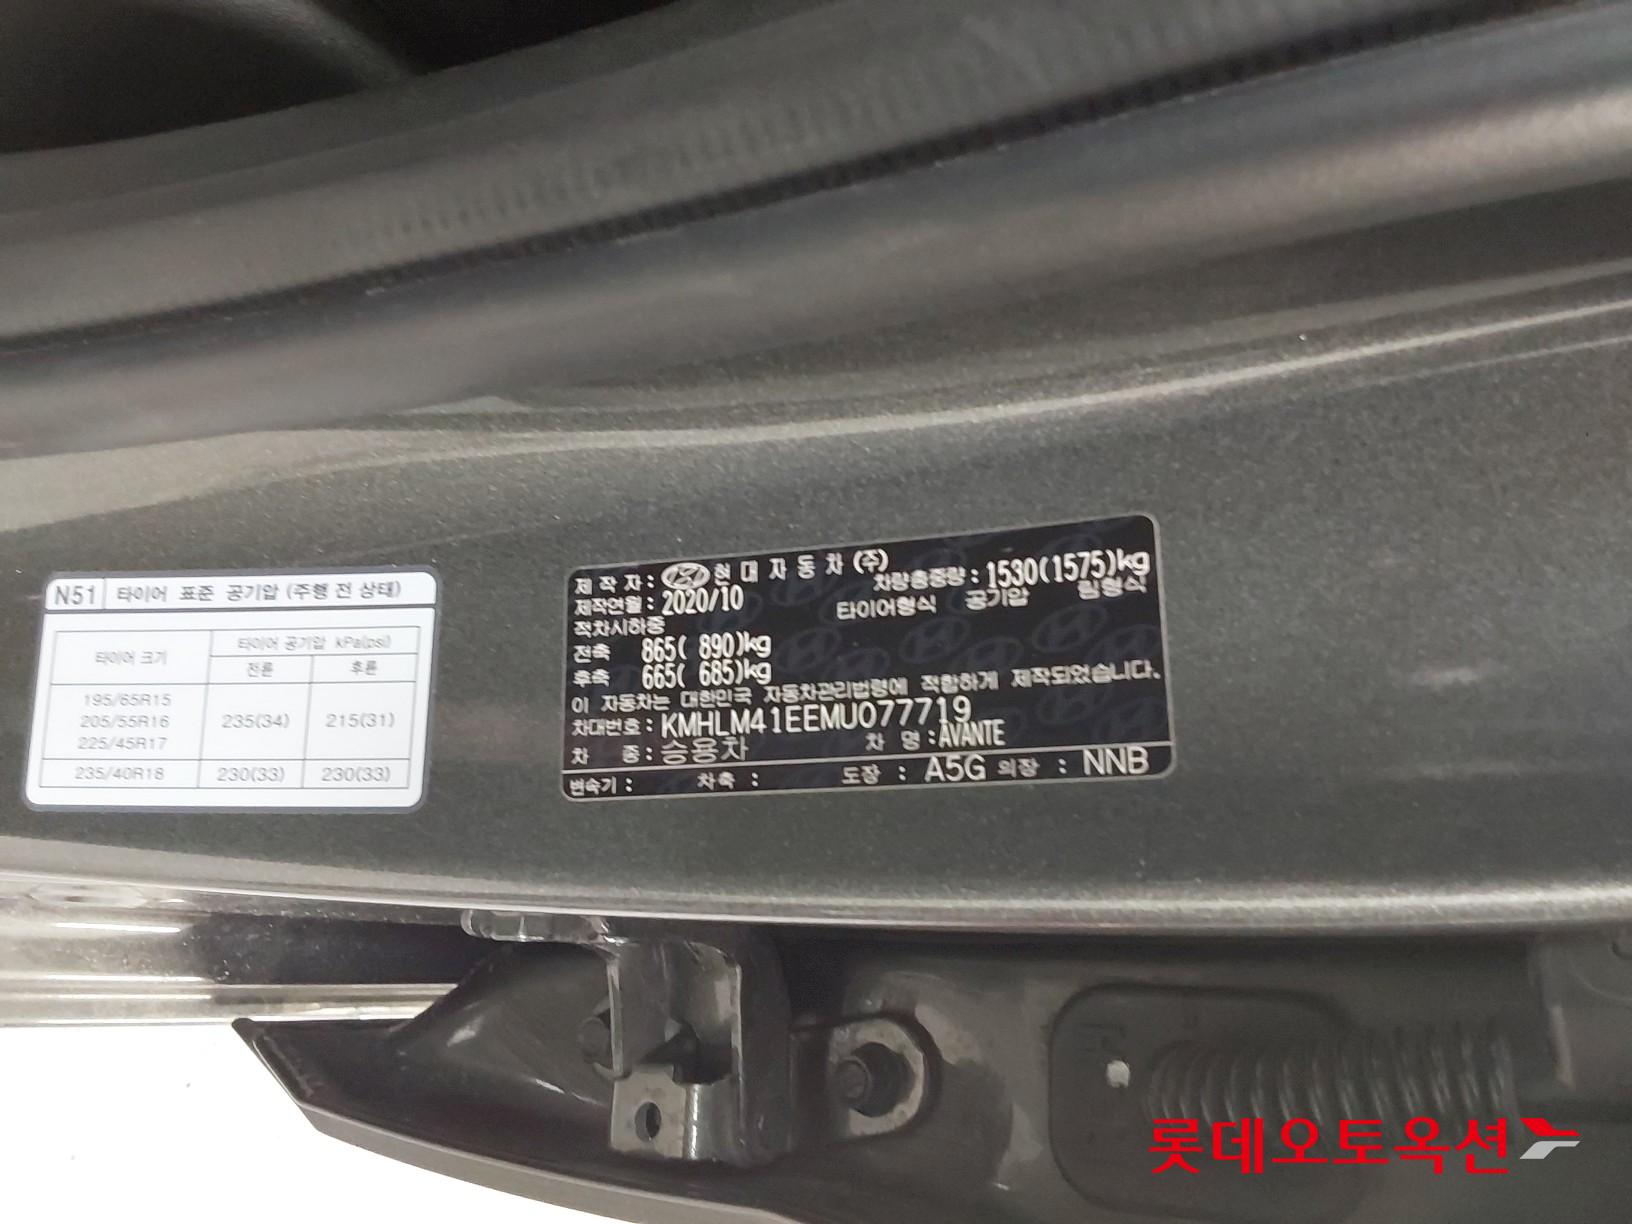 N51 타이어 표준 공기압 (주행 전 상태)
타이어 크기 타이어 공기압 kPa(psi)
전륜 후륜
195/65R15
205/55R16 235(34) 215(31)
225/45R17
235/40R18 230(33) 230(33)
제 작 자 : 현 대 자 동 차 (주)
차량총중량 : 1530(1575)kg
제작연월 : 2020/10 타이어형식 공기압 림형식
적차시하중
전축 865( 890)kg
후축 665( 685)kg
이 자동차는 대한민국 자동차관리법령에 적합하게 제작되었습니다.
차대번호 : KMHLM41EEMU077719
차 종 : 승용차 차 명 : AVANTE
변속기 : 차축 : 도장 : A5G 의장 : NNB
롯데오토옥션